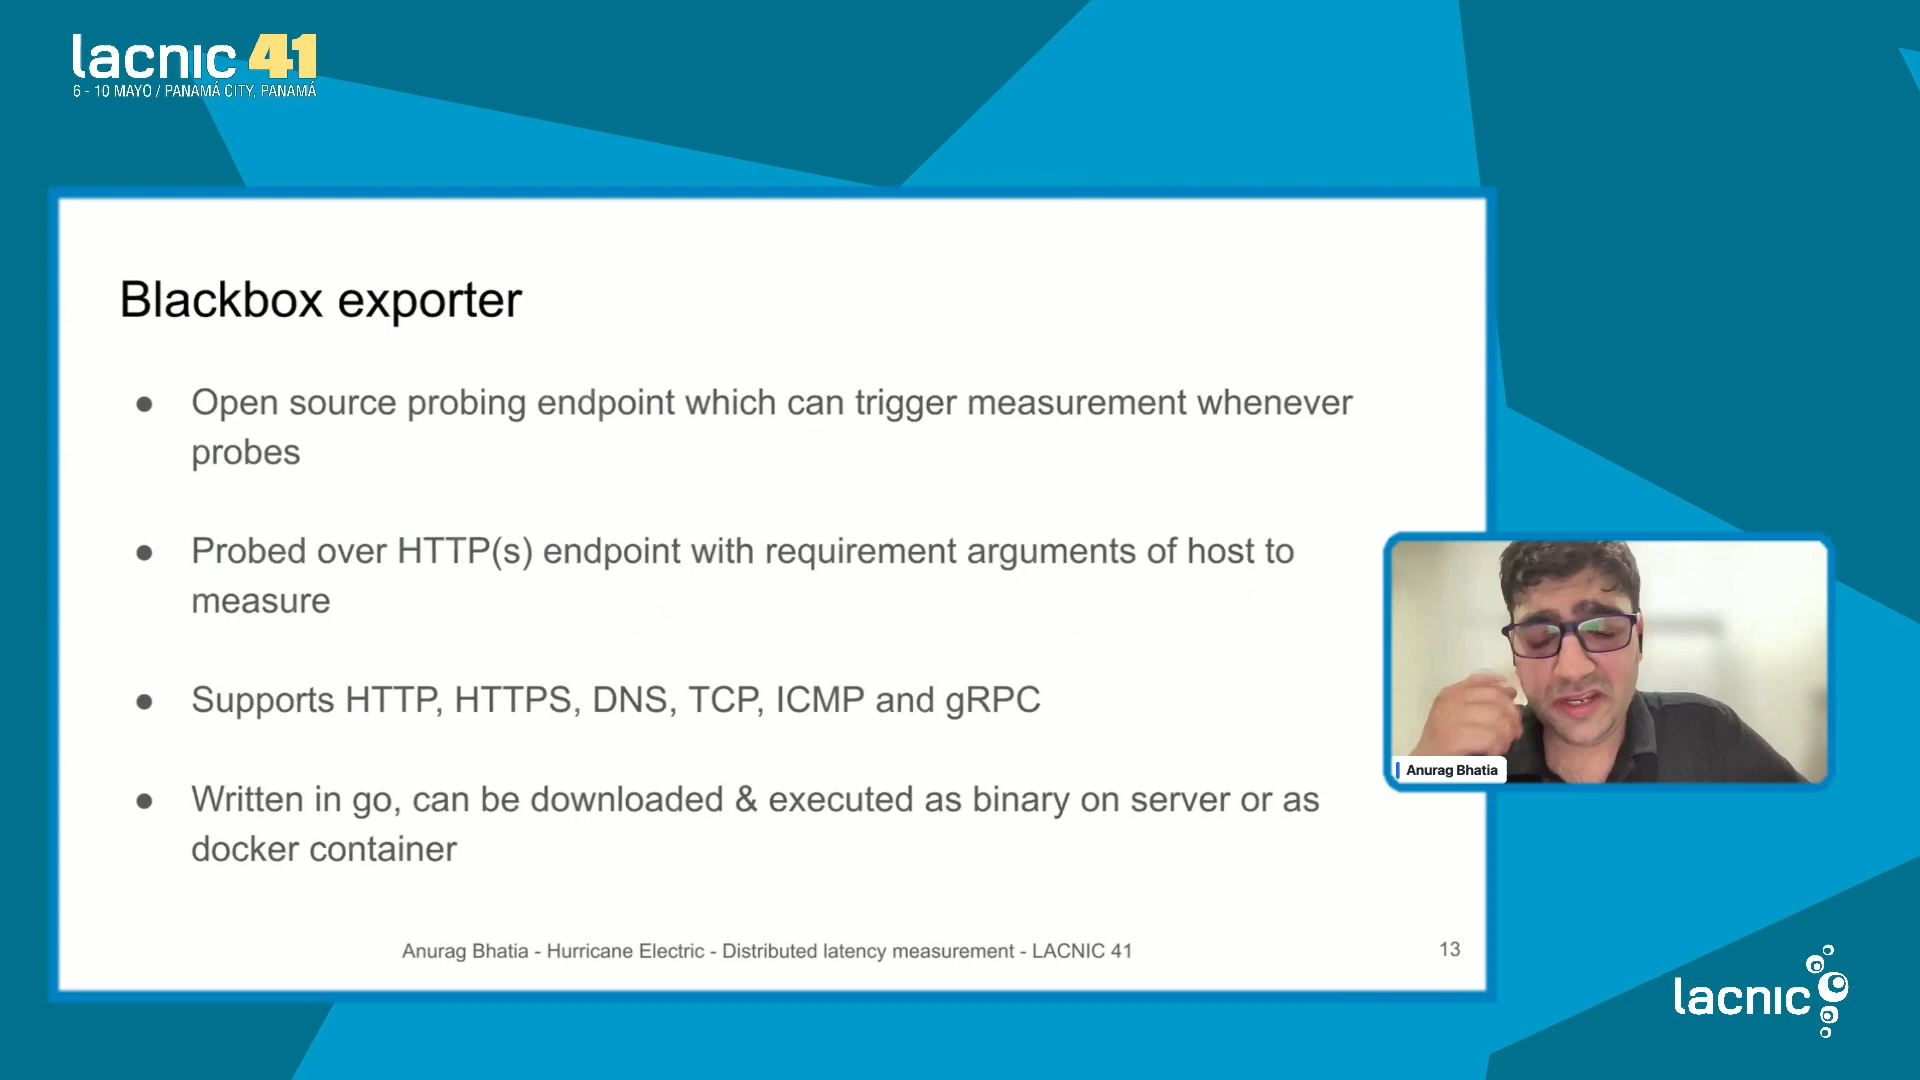 lacnic 41
6 - 10 MAYO / PANAMÁ CITY, PANAMÁ
Blackbox exporter
● Open source probing endpoint which can trigger measurement whenever
probes
● Probed over HTTP(s) endpoint with requirement arguments of host to
measure
● Supports HTTP, HTTPS, DNS, TCP, ICMP and gRPC
● Written in go, can be downloaded & executed as binary on server or as
docker container
Anurag Bhatia
Anurag Bhatia - Hurricane Electric - Distributed latency measurement - LACNIC 41
13
lacnic